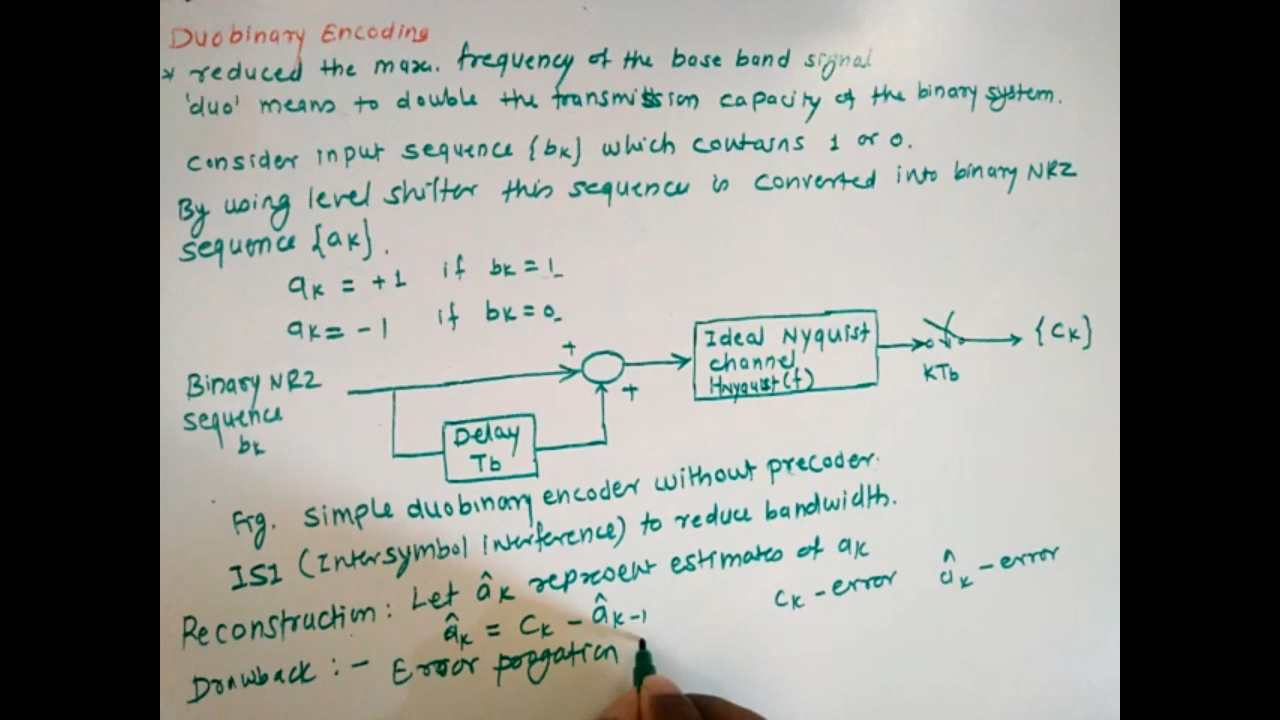 Duobinary Encoding
* reduced the max. frequency of the base band signal
'duo' means to double the transmission capacity of the binary system.
Consider input sequence {bk} which contains 1 or 0.
By using level shifter this sequence is converted into binary NRZ
sequence {ak}.
ak = +1 if bk = 1
ak = -1 if bk = 0
Binary NRZ
sequence
bk
+
+
Delay
Tb
Ideal Nyquist
channel
HNyquist(f)
KTb
{Ck}
Fig. Simple duobinary encoder without precoder.
ISI (Intersymbol interference) to reduce bandwidth.
Reconstruction: Let âk represent estimates of ak
âk = Ck - âk-1
Ck - error âk - error
Drawback :- Error popgation